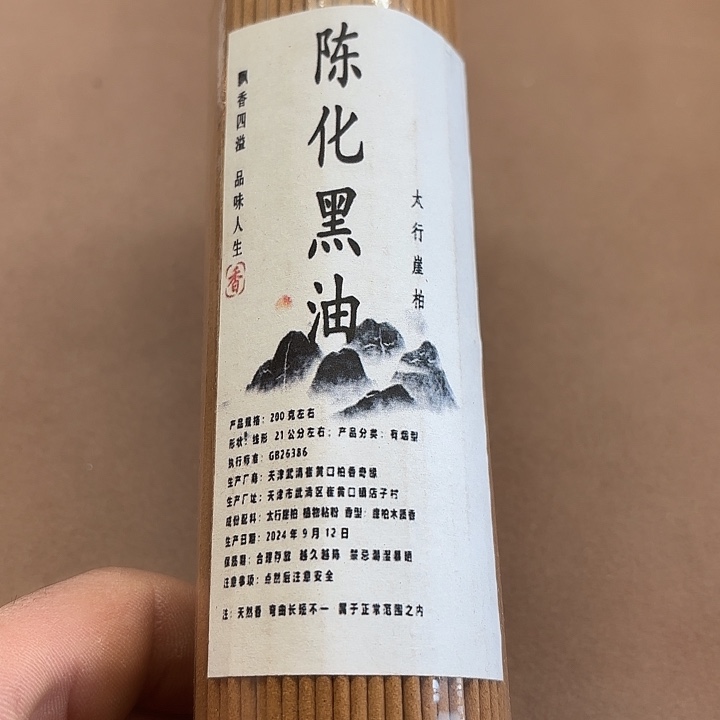 陈化黑油
太行崖柏
飘香四溢 品味人生
香
产品规格：200克左右
形状：线形 21公分左右；产品分类：有烟型
执行标准：GB26386
生产厂商：天津武清崔黄口柏香奇缘
生产厂址：天津市武清区崔黄口镇店子村
成份配料：太行崖柏 植物粘粉 香型：崖柏木质香
生产日期：2024年9月12日
保质期：合理存放 越久越陈 禁忌潮湿暴晒
注意事项：点燃后注意安全
注：天然香 弯曲长短不一 属于正常范围之内